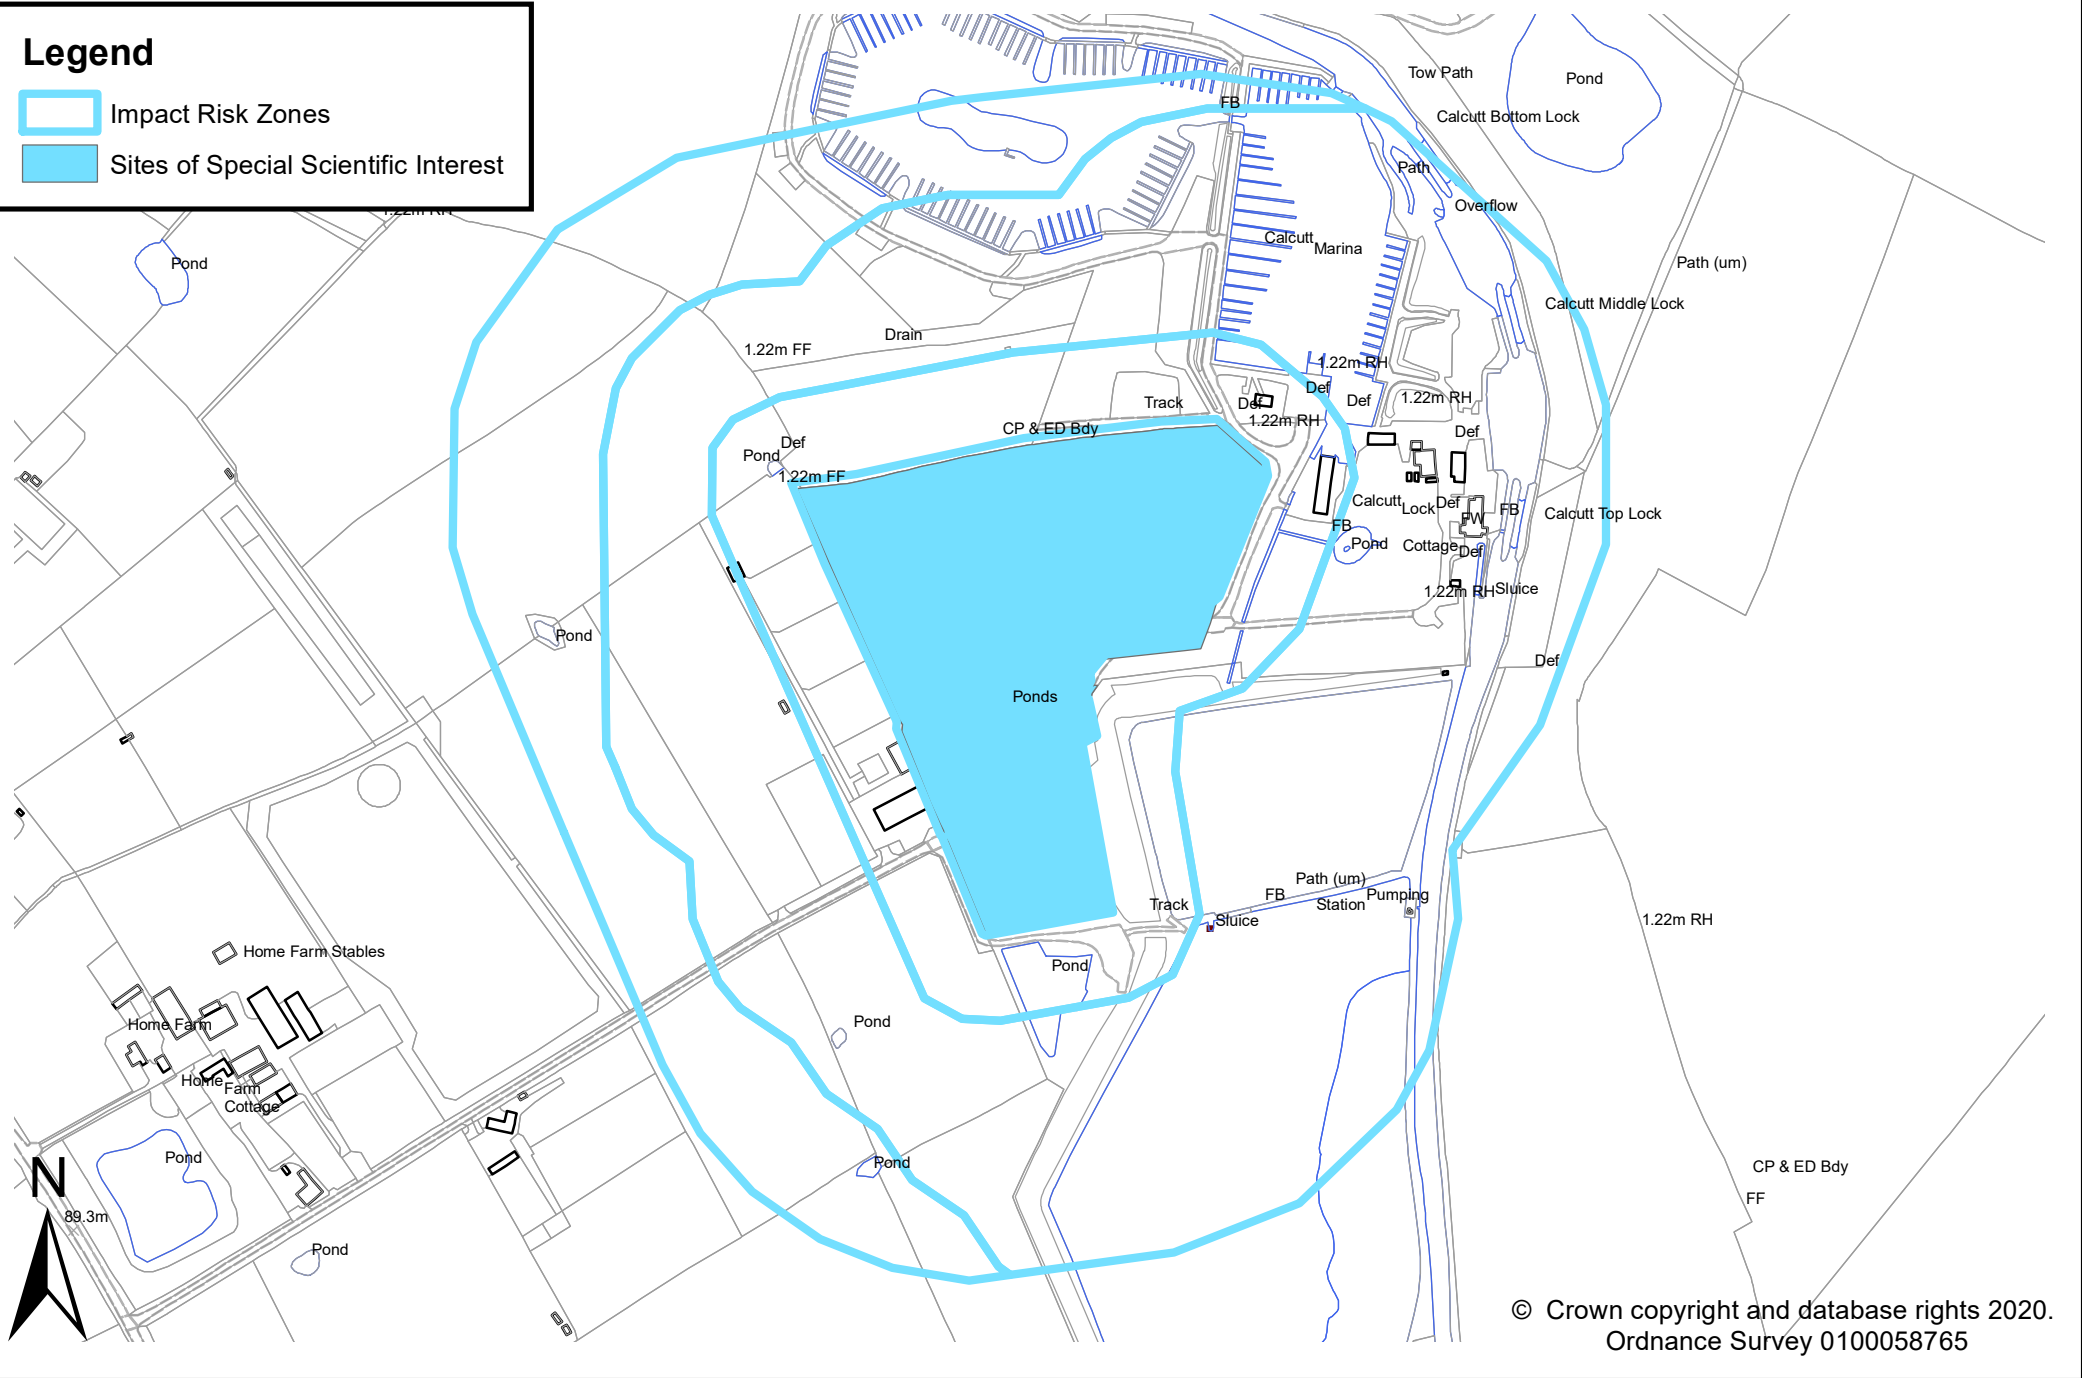 Legend
Impact Risk Zones
Sites of Special Scientific Interest
1.22m RH
Tow Path
Pond
FB
Calcutt Bottom Lock
Path
Overflow
Calcutt
Marina
Path (um)
Pond
Calcutt Middle Lock
Drain
1.22m FF
1.22m RH
Def
Def
1.22m RH
Track
Def
1.22m RH
CP & ED Bdy
Def
Def
Pond
1.22m FF
Calcutt
Lock
Def
FB
FW
Calcutt Top Lock
FB
Pond
Cottage
Def
1.22m RH
Sluice
Pond
Def
Ponds
Path (um)
FB
Pumping
Station
Track
Sluice
1.22m RH
Home Farm Stables
Pond
Home Farm
Pond
Home
Farm
Cottage
Pond
Pond
CP & ED Bdy
FF
N
89.3m
Pond
© Crown copyright and database rights 2020.
Ordnance Survey 0100058765